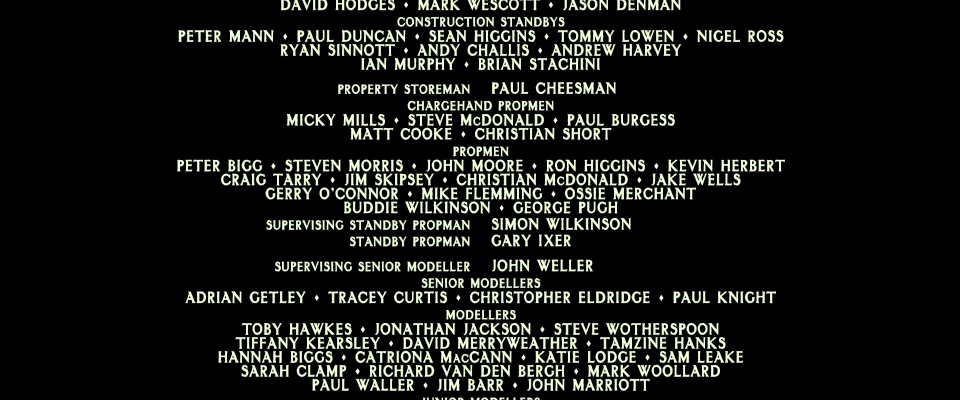 DAVID HODGES • MARK WESCOTT • JASON DENMAN
CONSTRUCTION STANDBYS
PETER MANN • PAUL DUNCAN • SEAN HIGGINS • TOMMY LOWEN • NIGEL ROSS
RYAN SINNOTT • ANDY CHALLIS • ANDREW HARVEY
IAN MURPHY • BRIAN STACHINI
PROPERTY STOREMAN PAUL CHEESMAN
CHARGEHAND PROPMEN
MICKY MILLS • STEVE McDONALD • PAUL BURGESS
MATT COOKE • CHRISTIAN SHORT
PROPMEN
PETER BIGG • STEVEN MORRIS • JOHN MOORE • RON HIGGINS • KEVIN HERBERT
CRAIG TARRY • JIM SKIPSEY • CHRISTIAN McDONALD • JAKE WELLS
GERRY O'CONNOR • MIKE FLEMMING • OSSIE MERCHANT
BUDDIE WILKINSON • GEORGE PUGH
SUPERVISING STANDBY PROPMAN SIMON WILKINSON
STANDBY PROPMAN GARY IXER
SUPERVISING SENIOR MODELLER JOHN WELLER
SENIOR MODELLERS
ADRIAN GETLEY • TRACEY CURTIS • CHRISTOPHER ELDRIDGE • PAUL KNIGHT
MODELLERS
TOBY HAWKES • JONATHAN JACKSON • STEVE WOTHERSPOON
TIFFANY KEARSLEY • DAVID MERRYWEATHER • TAMZINE HANKS
HANNAH BIGGS • CATRIONA MacCANN • KATIE LODGE • SAM LEAKE
SARAH CLAMP • RICHARD VAN DEN BERGH • MARK WOOLLARD
PAUL WALLER • JIM BARR • JOHN MARRIOTT
JUNIOR MODELLERS